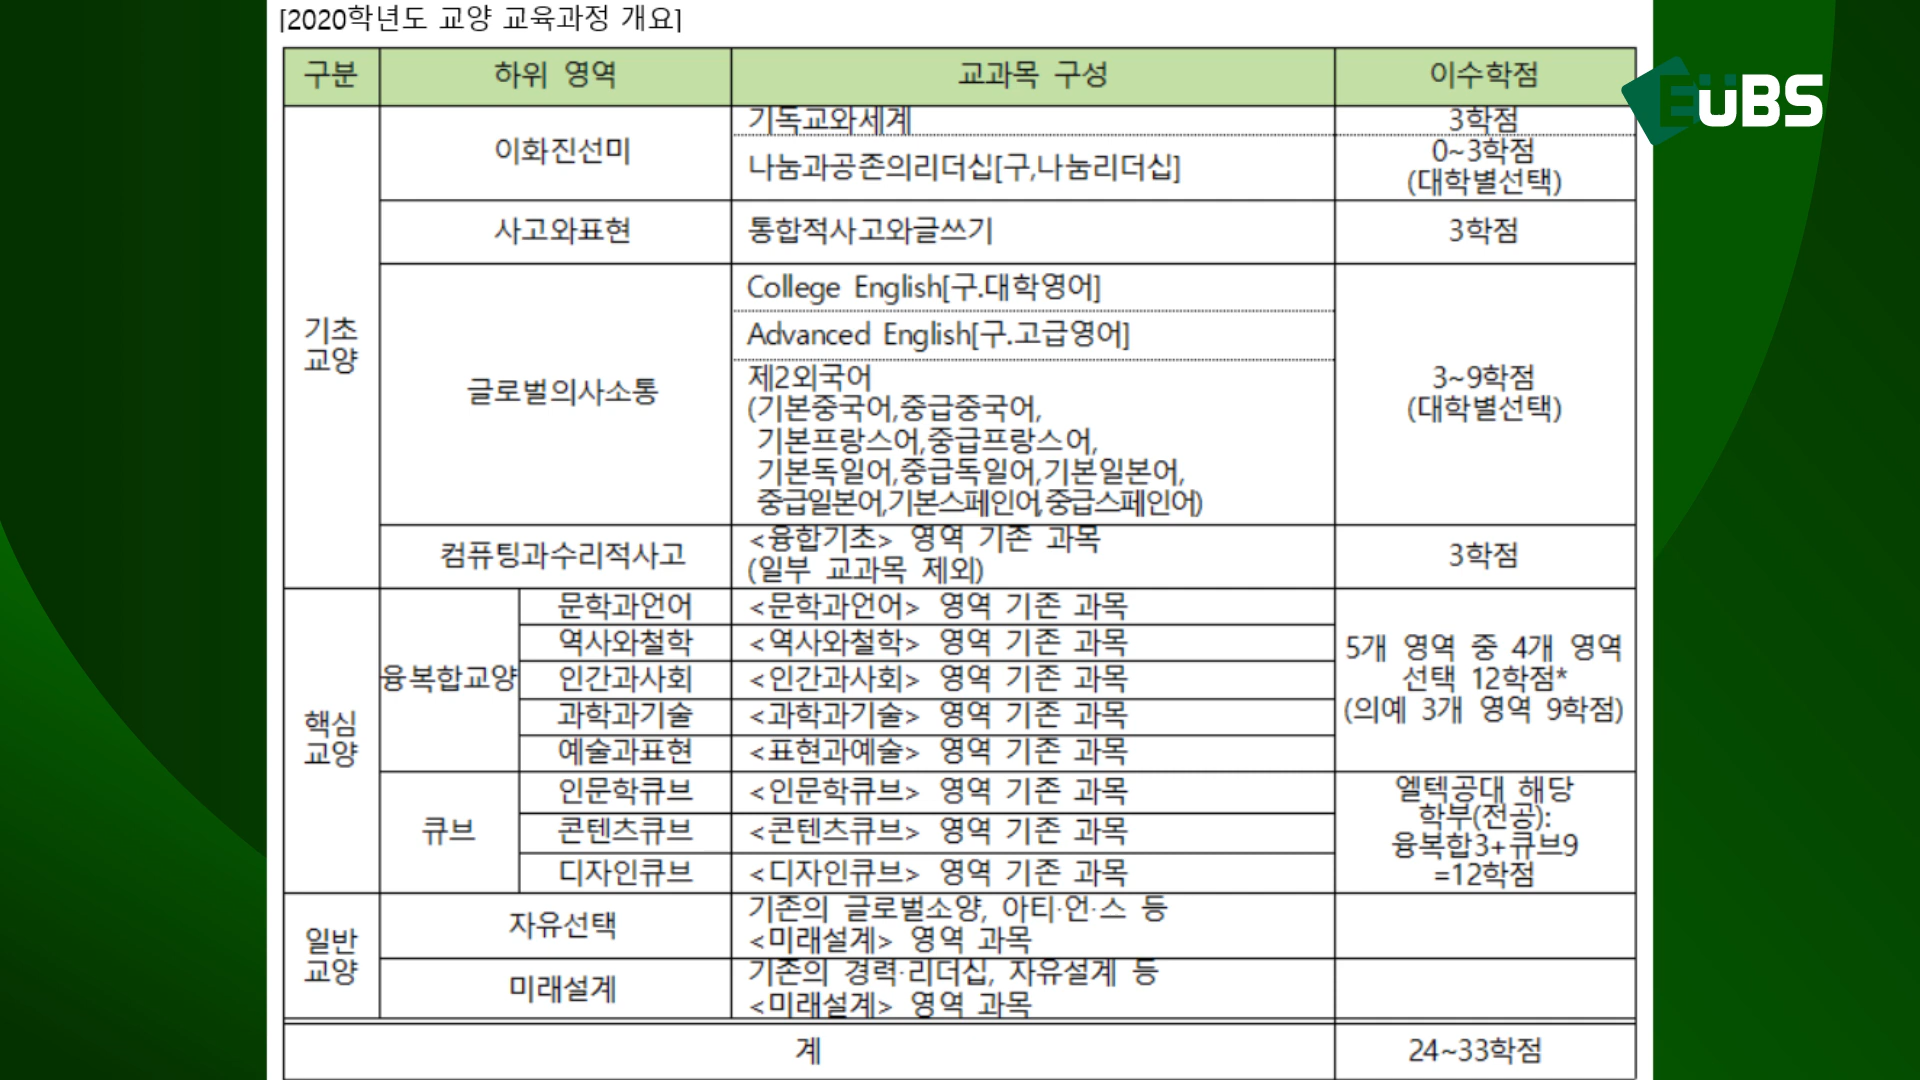 [2020학년도 교양 교육과정 개요]
구분 하위 영역 교과목 구성 이수학점
EUBS
기초
교양
이화진선미
기독교와세계
3학점
나눔과공존의리더십[구,나눔리더십]
0~3학점
(대학별선택)
사고와표현
통합적사고와글쓰기
3학점
글로벌의사소통
College English[구.대학영어]
Advanced English[구.고급영어]
제2외국어
(기본중국어,중급중국어,
기본프랑스어,중급프랑스어,
기본독일어,중급독일어,기본일본어,
중급일본어,기본스페인어,중급스페인어)
3~9학점
(대학별선택)
컴퓨팅과수리적사고
<융합기초> 영역 기존 과목
(일부 교과목 제외)
3학점
핵심
교양
융복합교양
문학과언어 <문학과언어> 영역 기존 과목
역사와철학 <역사와철학> 영역 기존 과목
인간과사회 <인간과사회> 영역 기존 과목
과학과기술 <과학과기술> 영역 기존 과목
예술과표현 <표현과예술> 영역 기존 과목
5개 영역 중 4개 영역
선택 12학점*
(의예 3개 영역 9학점)
큐브
인문학큐브 <인문학큐브> 영역 기존 과목
콘텐츠큐브 <콘텐츠큐브> 영역 기존 과목
디자인큐브 <디자인큐브> 영역 기존 과목
엘텍공대 해당
학부(전공):
융복합3+큐브9
=12학점
일반
교양
자유선택
기존의 글로벌소양, 아티·언·스 등
<미래설계> 영역 과목
미래설계
기존의 경력·리더십, 자유설계 등
<미래설계> 영역 과목
계 24~33학점